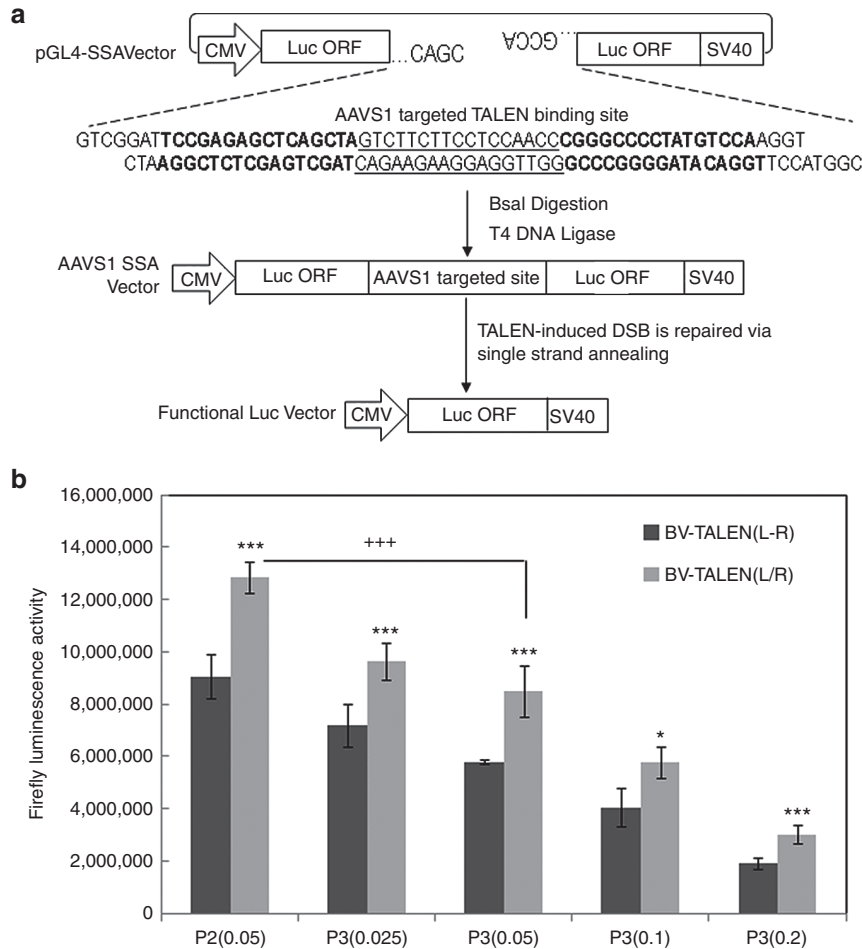 a
pGL4-SSAVector
CMV
Luc ORF
...CAGC
GCCA...
Luc ORF
SV40
AAVS1 targeted TALEN binding site
GTCGGATTCCGAGAGCTCAGCTAGTCTTCTTCCTCCAACCCGGGCCCCTATGTCCAAGGT
CTAAGGCTCTCGAGTCGATCAGAAGAAGGAGGTTGGGCCCGGGGATACAGGTTCCATGGC
BsaI Digestion
T4 DNA Ligase
AAVS1 SSA
Vector
CMV
Luc ORF
AAVS1 targeted site
Luc ORF
SV40
TALEN-induced DSB is repaired via
single strand annealing
Functional Luc Vector
CMV
Luc ORF
SV40
b
Firefly luminescence activity
16,000,000
14,000,000
12,000,000
10,000,000
8,000,000
6,000,000
4,000,000
2,000,000
0
***
+++
***
***
*
***
BV-TALEN(L-R)
BV-TALEN(L/R)
P2(0.05)
P3(0.025)
P3(0.05)
P3(0.1)
P3(0.2)